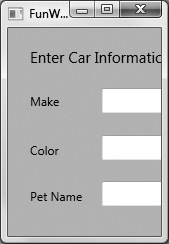 FunW...
Enter Car Informatic
Make
Color
Pet Name